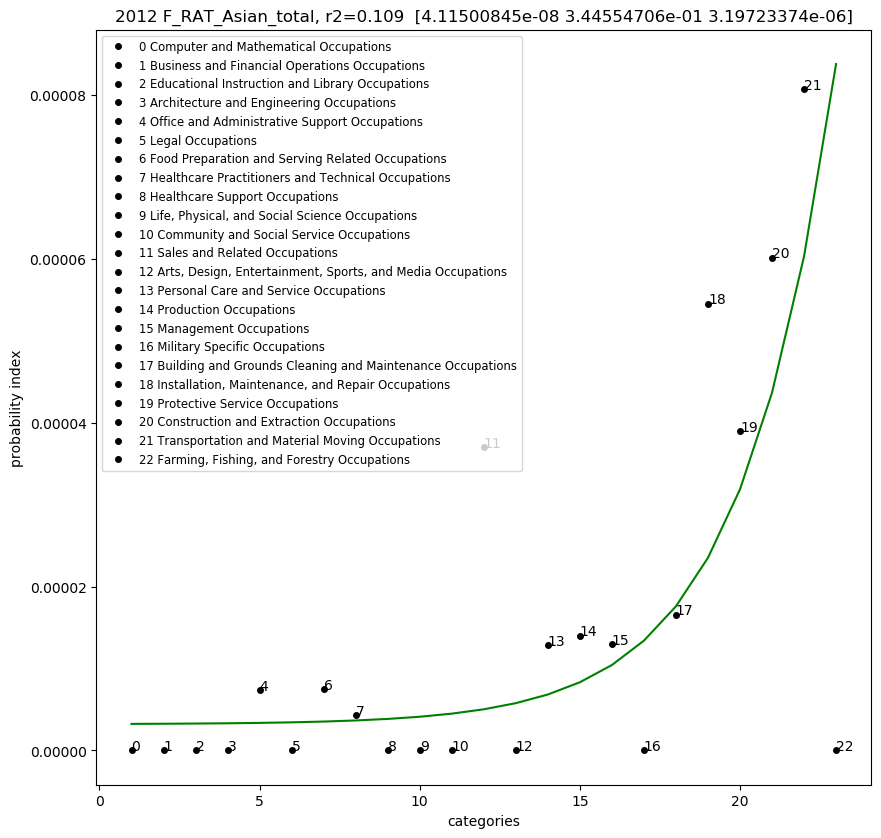 2012 F_RAT_Asian_total, r2=0.109  [4.11500845e-08 3.44554706e-01 3.19723374e-06]
0 Computer and Mathematical Occupations
1 Business and Financial Operations Occupations
2 Educational Instruction and Library Occupations
3 Architecture and Engineering Occupations
4 Office and Administrative Support Occupations
5 Legal Occupations
6 Food Preparation and Serving Related Occupations
7 Healthcare Practitioners and Technical Occupations
8 Healthcare Support Occupations
9 Life, Physical, and Social Science Occupations
10 Community and Social Service Occupations
11 Sales and Related Occupations
12 Arts, Design, Entertainment, Sports, and Media Occupations
13 Personal Care and Service Occupations
14 Production Occupations
15 Management Occupations
16 Military Specific Occupations
17 Building and Grounds Cleaning and Maintenance Occupations
18 Installation, Maintenance, and Repair Occupations
19 Protective Service Occupations
20 Construction and Extraction Occupations
21 Transportation and Material Moving Occupations
22 Farming, Fishing, and Forestry Occupations
probability index
0.00008
0.00006
0.00004
0.00002
0.00000
21
20
18
19
11
17
14
15
13
6
4
7
0
1
2
3
5
8
9
10
12
16
22
0
5
10
15
20
categories